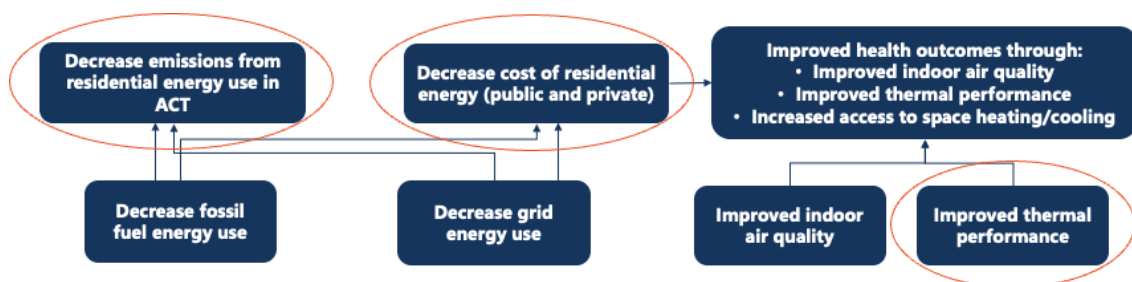 Decrease emissions from
residential energy use in
ACT
Decrease cost of residential
energy (public and private)
Improved health outcomes through:
• Improved indoor air quality
• Improved thermal performance
• Increased access to space heating/cooling
Decrease fossil
fuel energy use
Decrease grid
energy use
Improved indoor
air quality
Improved thermal
performance